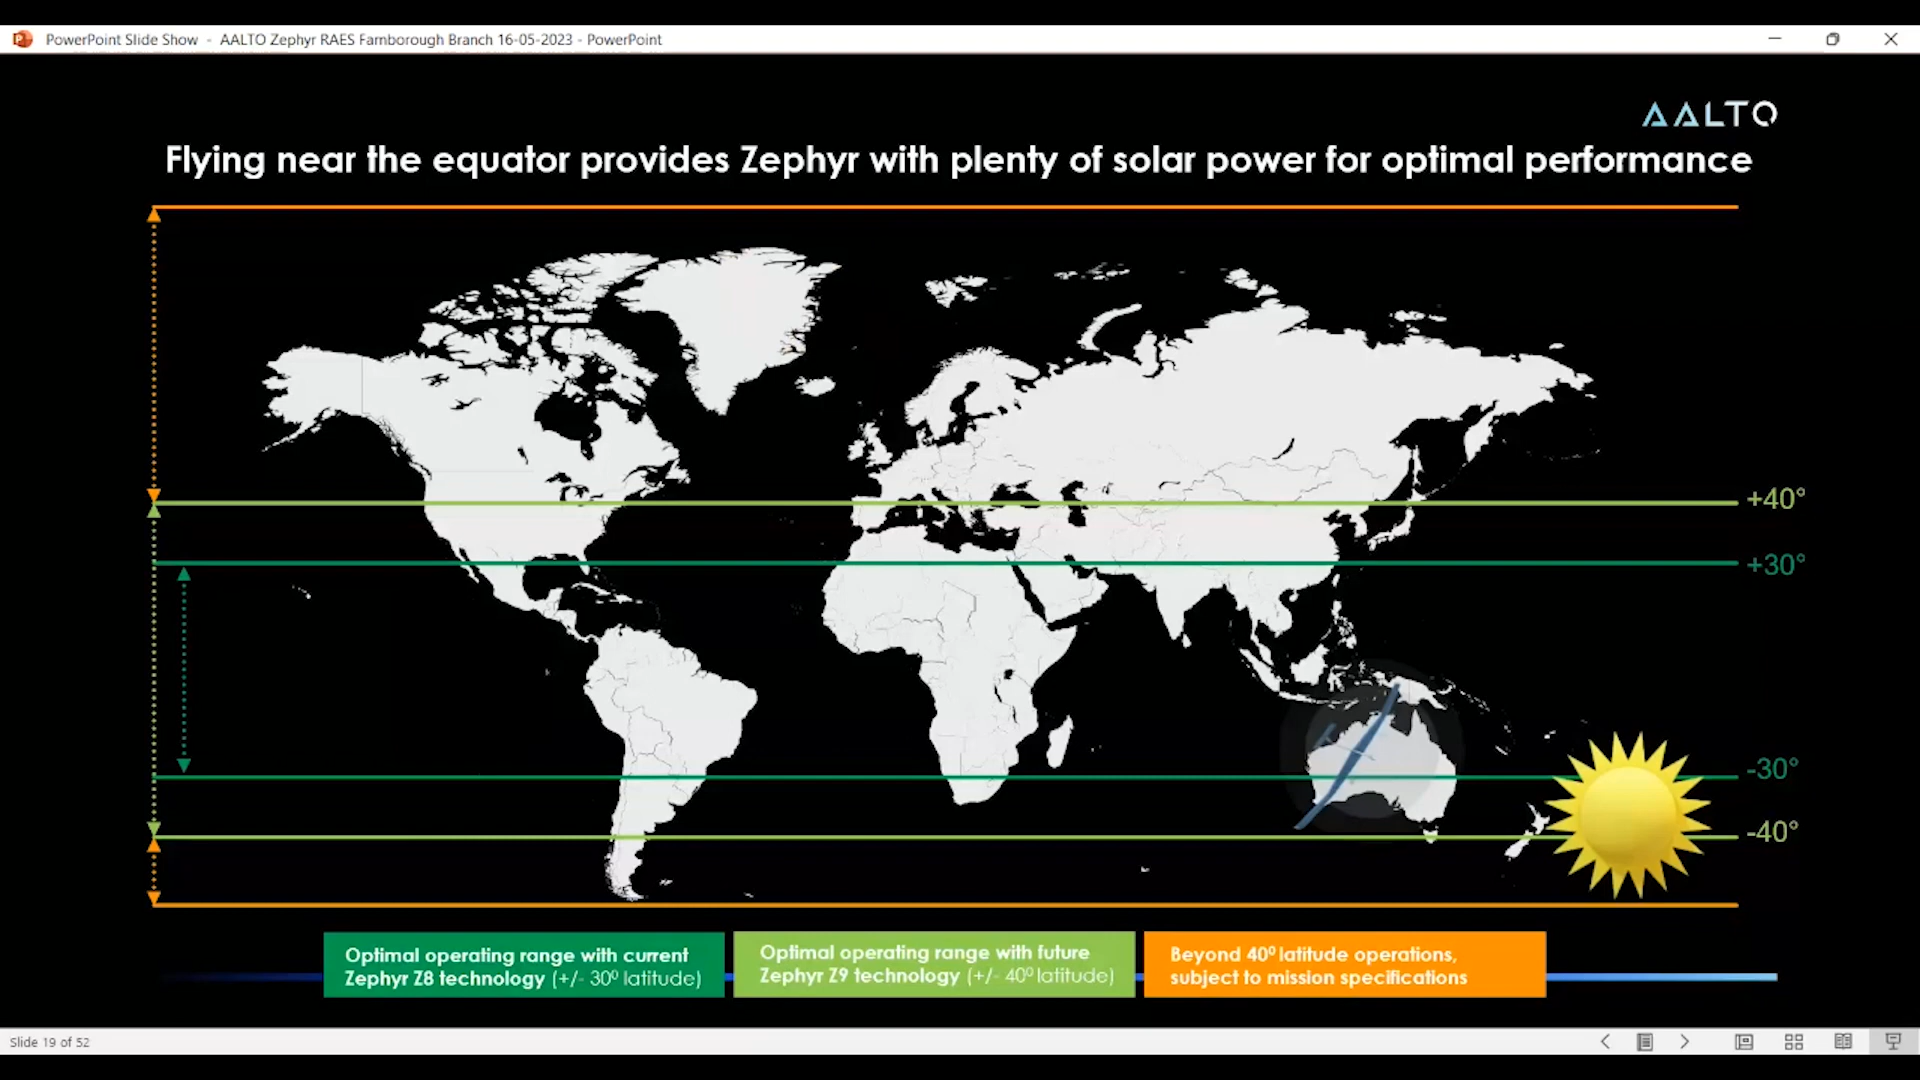 PowerPoint Slide Show - AALTO Zephyr RAES Farnborough Branch 16-05-2023 - PowerPoint
AALTO
Flying near the equator provides Zephyr with plenty of solar power for optimal performance
+40°
+30°
-30°
-40°
Optimal operating range with current
Zephyr Z8 technology (+/- 30⁰ latitude)
Optimal operating range with future
Zephyr Z9 technology (+/- 40⁰ latitude)
Beyond 40⁰ latitude operations,
subject to mission specifications
Slide 19 of 52